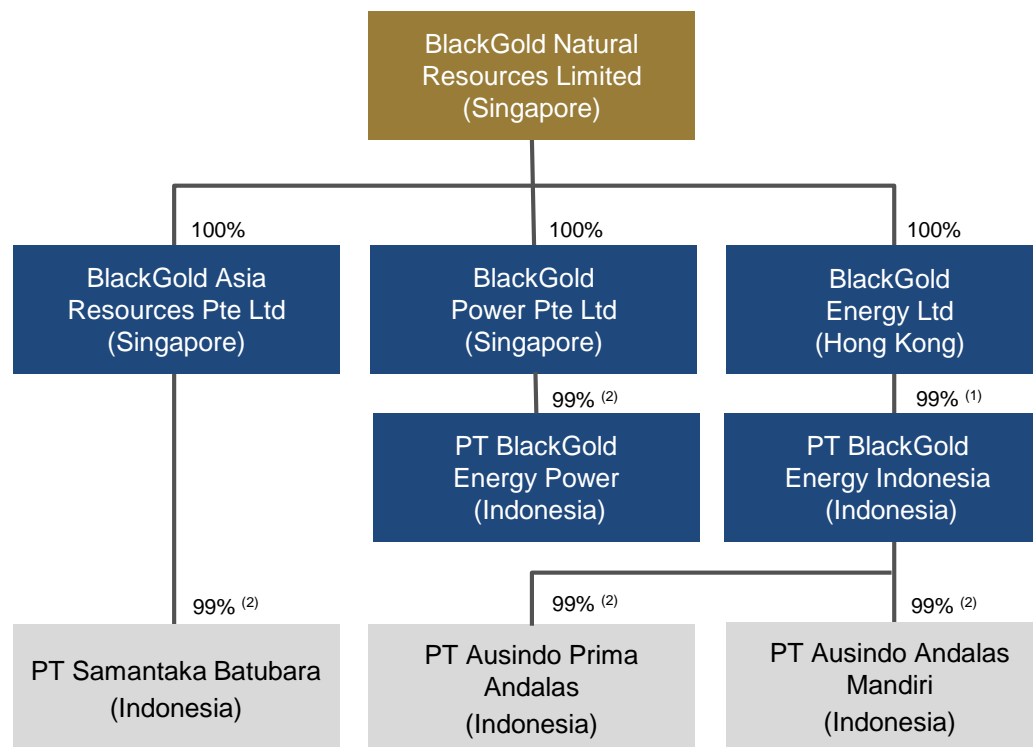 BlackGold Natural
Resources Limited
(Singapore)
100%
100%
100%
BlackGold Asia
Resources Pte Ltd
(Singapore)
BlackGold
Power Pte Ltd
(Singapore)
BlackGold
Energy Ltd
(Hong Kong)
99% (2)
99% (1)
PT BlackGold
Energy Power
(Indonesia)
PT BlackGold
Energy Indonesia
(Indonesia)
99% (2)
99% (2)
99% (2)
PT Samantaka Batubara
(Indonesia)
PT Ausindo Prima
Andalas
(Indonesia)
PT Ausindo Andalas
Mandiri
(Indonesia)